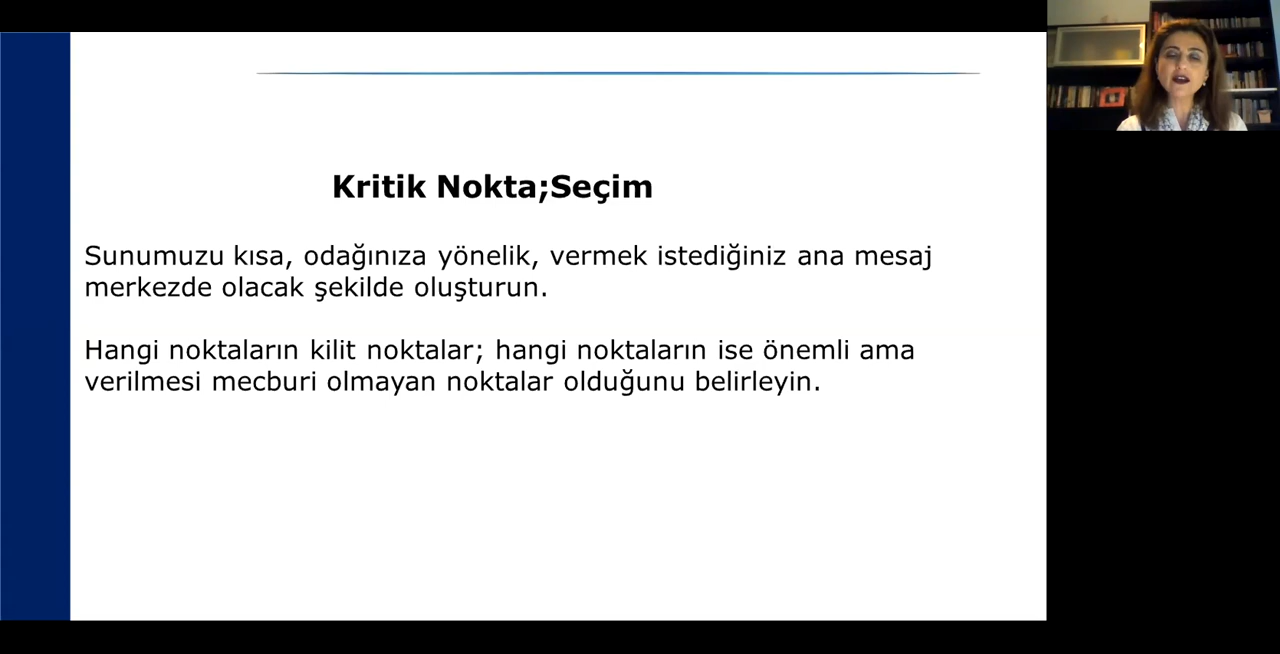 Kritik Nokta;Seçim
Sunumuzu kısa, odağınıza yönelik, vermek istediğiniz ana mesaj
merkezde olacak şekilde oluşturun.
Hangi noktaların kilit noktalar; hangi noktaların ise önemli ama
verilmesi mecburi olmayan noktalar olduğunu belirleyin.